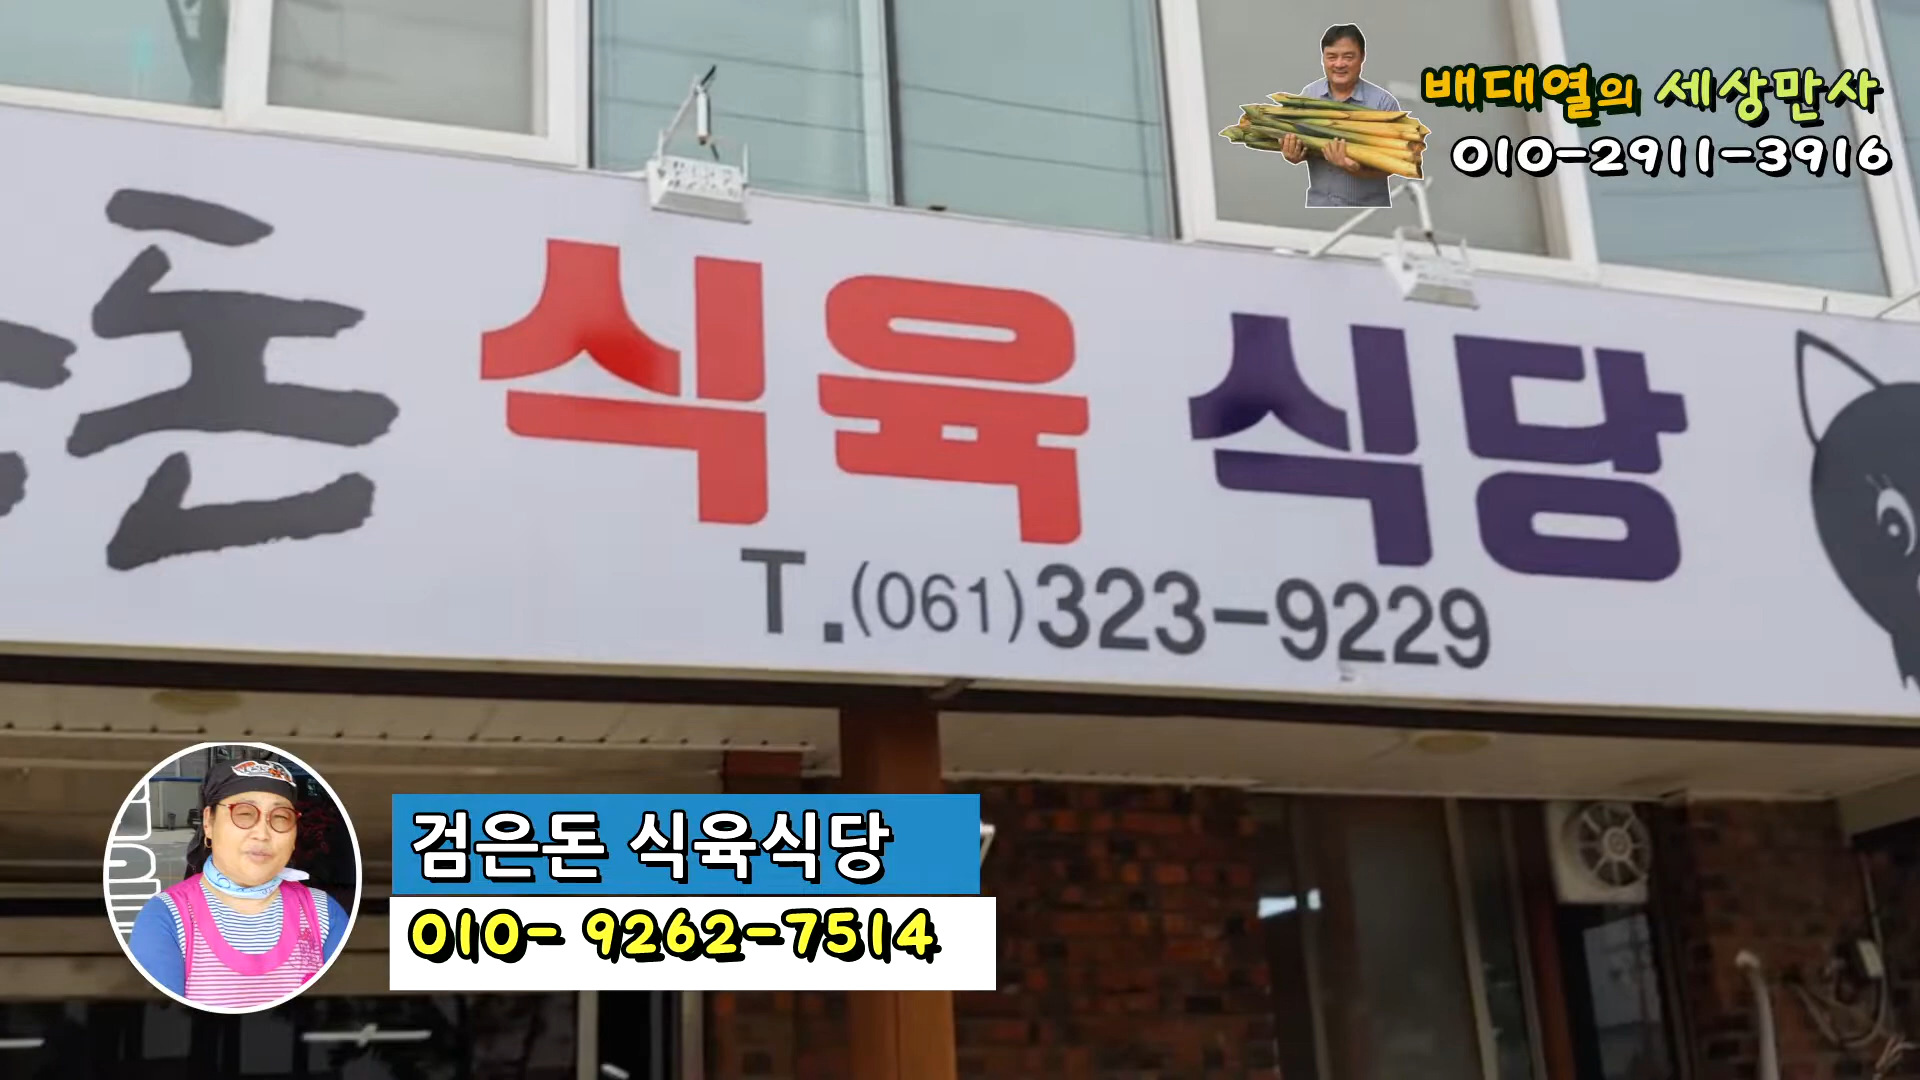 배대열의 세상만사
010-2911-3916
돈 식육 식당
T.(061)323-9229
검은돈 식육식당
010- 9262-7514